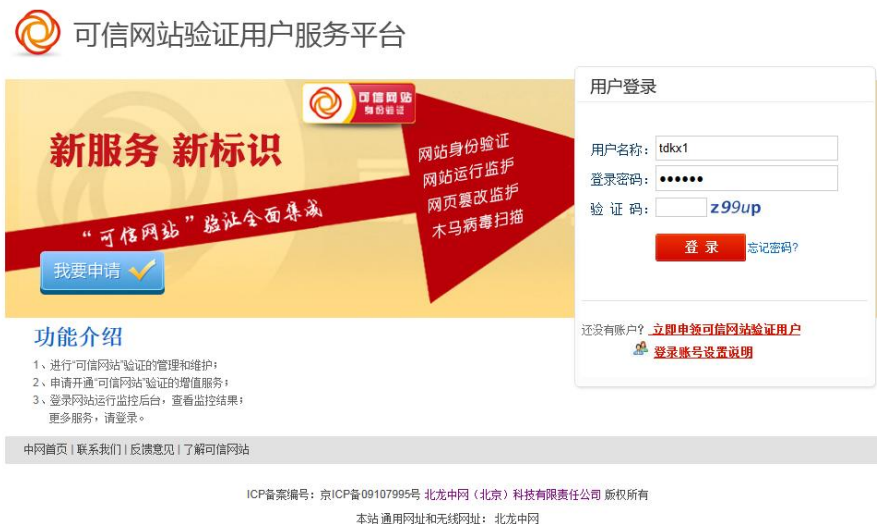 可信网站验证用户服务平台
可信网站
身份验证
新服务 新标识
网站身份验证
网站运行监护
网页篡改监护
木马病毒扫描
“可信网站”验证全面集成
我要申请
用户登录
用户名称: tdkx1
登录密码: ••••••
验 证 码: z99up
登 录 忘记密码?
还没有账户? 立即申领可信网站验证用户
登录账号设置说明
功能介绍
1、进行“可信网站”验证的管理和维护;
2、申请开通“可信网站”验证的增值服务;
3、登录网站运行监控后台,查看监控结果;
更多服务,请登录。
中网首页 | 联系我们 | 反馈意见 | 了解可信网站
ICP备案编号: 京ICP备09107995号 北龙中网(北京)科技有限责任公司 版权所有
本站通用网址和无线网址: 北龙中网